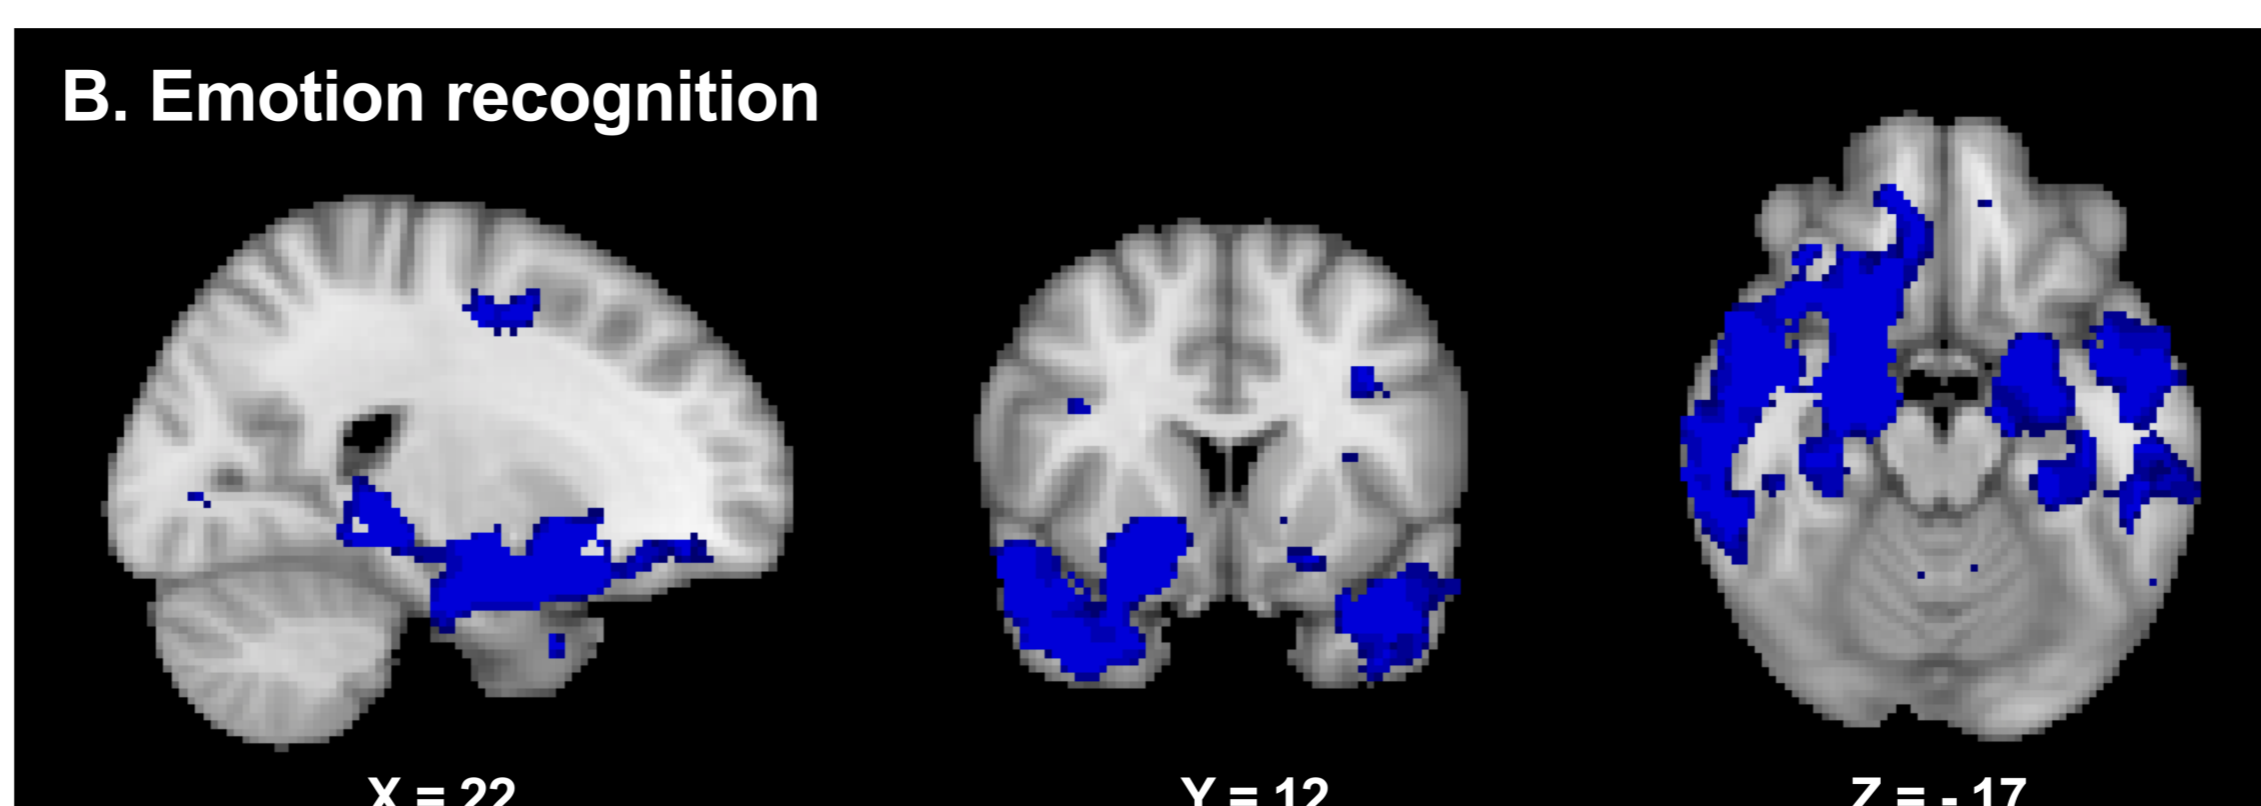 B. Emotion recognition
X = 22
Y = 12
Z = - 17